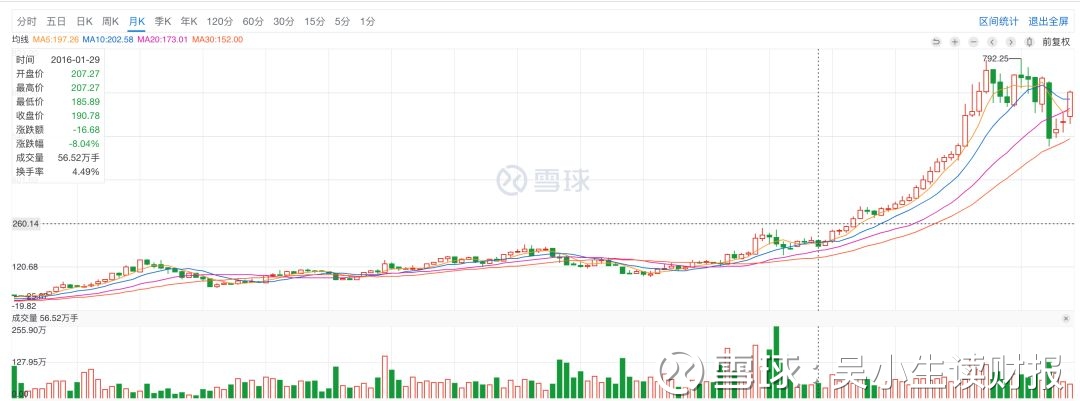 分时 五日 日K 周K 月K 季K 年K 120分 60分 30分 15分 5分 1分 区间统计 退出全屏
均线 MA5:197.26 MA10:202.58 MA20:173.01 MA30:152.00 前复权
时间 2016-01-29
开盘价 207.27
最高价 207.27
最低价 185.89
收盘价 190.78
涨跌额 -16.68
涨跌幅 -8.04%
成交量 56.52万手
换手率 4.49%
792.25
雪球
260.14
120.68
-19.82
成交量 56.52万手
255.90万
127.95万
0.00
雪球：吴小牛读财报